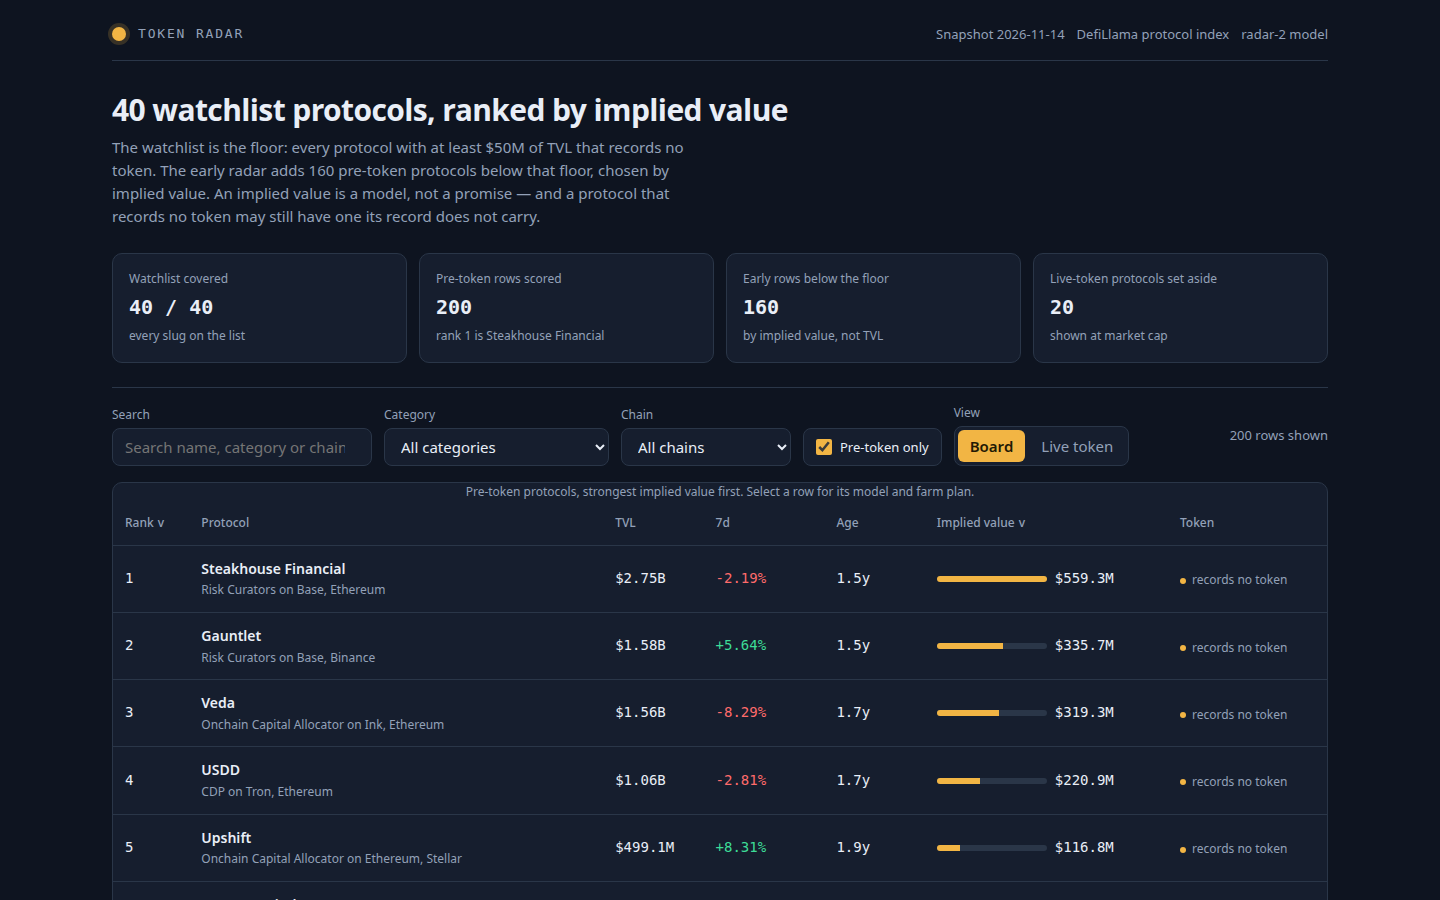 TOKEN RADAR
Snapshot 2026-11-14 DefiLlama protocol index radar-2 model
40 watchlist protocols, ranked by implied value
The watchlist is the floor: every protocol with at least $50M of TVL that records no
token. The early radar adds 160 pre-token protocols below that floor, chosen by
implied value. An implied value is a model, not a promise — and a protocol that
records no token may still have one its record does not carry.
Watchlist covered
40 / 40
every slug on the list
Pre-token rows scored
200
rank 1 is Steakhouse Financial
Early rows below the floor
160
by implied value, not TVL
Live-token protocols set aside
20
shown at market cap
Search
Search name, category or chain
Category
All categories
Chain
All chains
Pre-token only
View
Board Live token
200 rows shown
Pre-token protocols, strongest implied value first. Select a row for its model and farm plan.
Rank v Protocol TVL 7d Age Implied value v Token
1 Steakhouse Financial $2.75B -2.19% 1.5y $559.3M records no token
Risk Curators on Base, Ethereum
2 Gauntlet $1.58B +5.64% 1.5y $335.7M records no token
Risk Curators on Base, Binance
3 Veda $1.56B -8.29% 1.7y $319.3M records no token
Onchain Capital Allocator on Ink, Ethereum
4 USDD $1.06B -2.81% 1.7y $220.9M records no token
CDP on Tron, Ethereum
5 Upshift $499.1M +8.31% 1.9y $116.8M records no token
Onchain Capital Allocator on Ethereum, Stellar